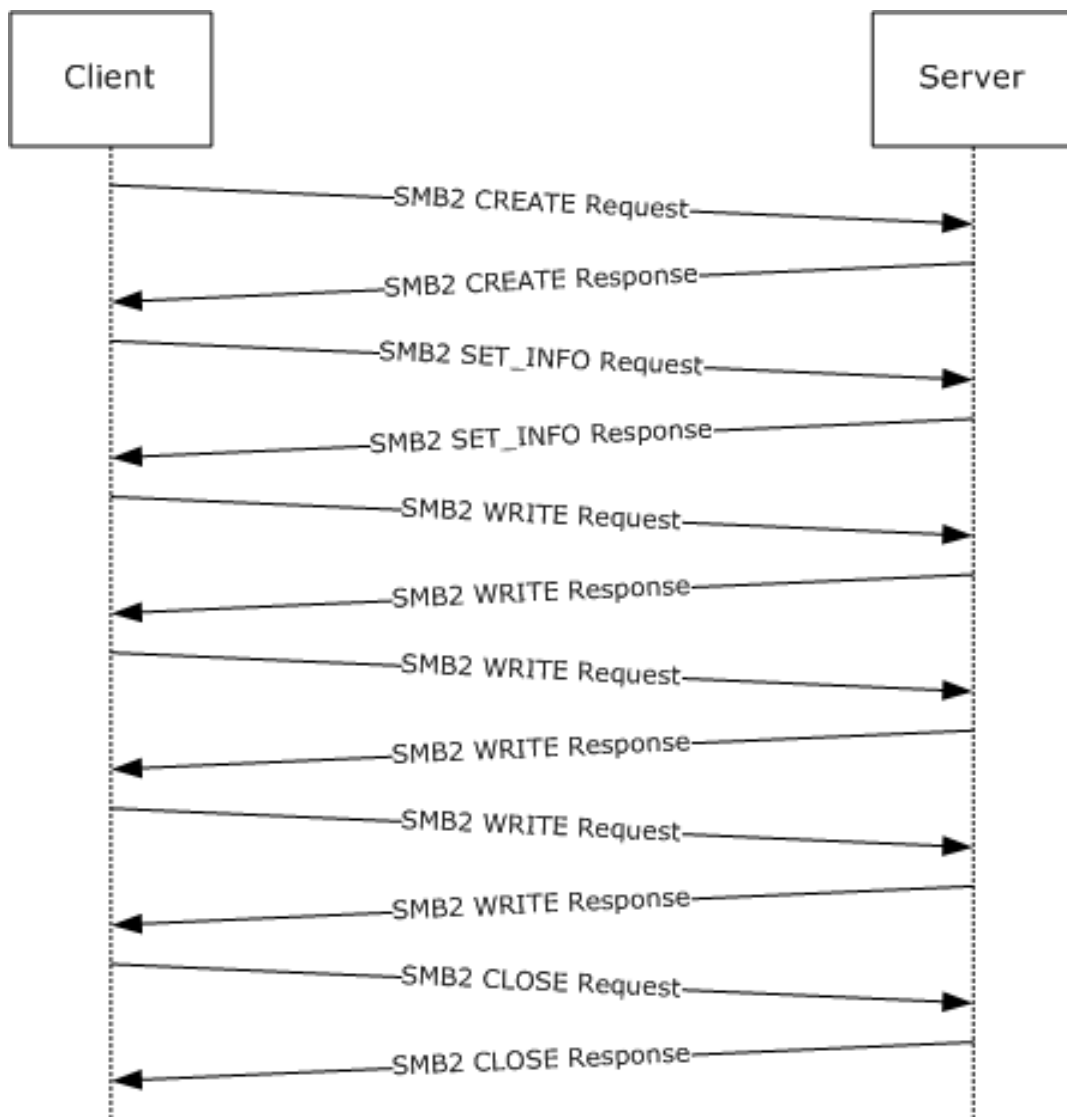 Client
Server
SMB2 CREATE Request
SMB2 CREATE Response
SMB2 SET_INFO Request
SMB2 SET_INFO Response
SMB2 WRITE Request
SMB2 WRITE Response
SMB2 WRITE Request
SMB2 WRITE Response
SMB2 WRITE Request
SMB2 WRITE Response
SMB2 CLOSE Request
SMB2 CLOSE Response